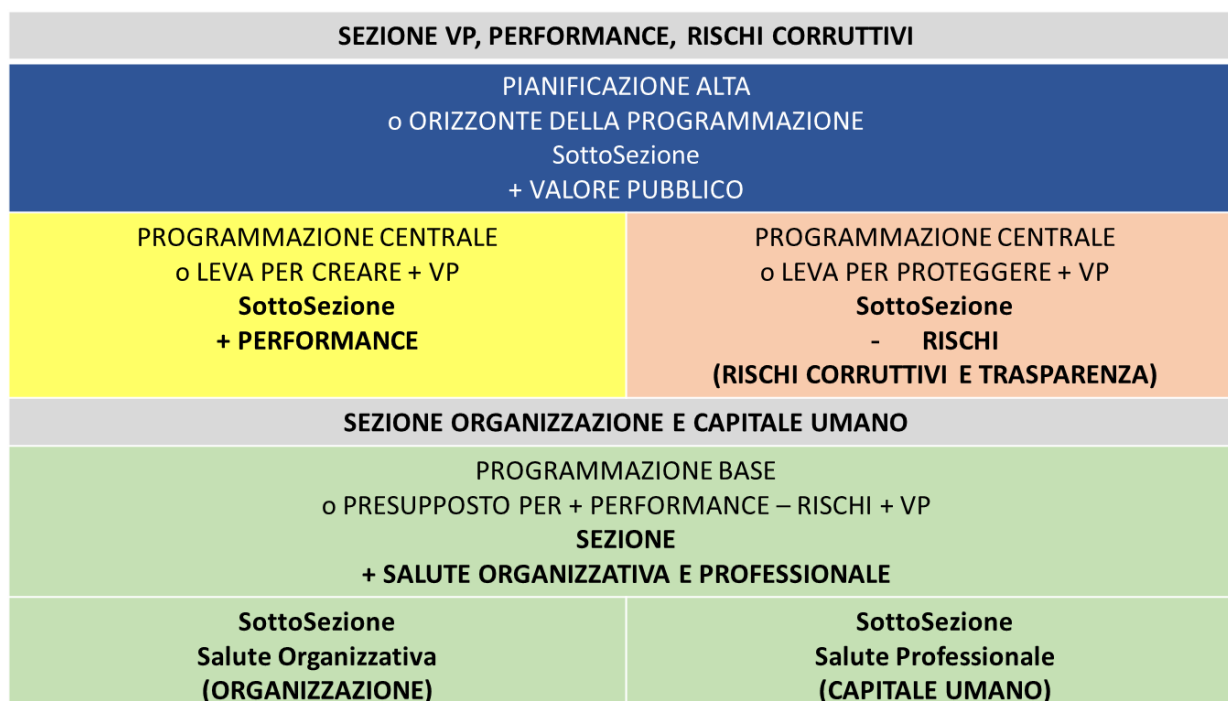 SEZIONE VP, PERFORMANCE, RISCHI CORRUTTIVI
PIANIFICAZIONE ALTA
o ORIZZONTE DELLA PROGRAMMAZIONE
SottoSezione
+ VALORE PUBBLICO
PROGRAMMAZIONE CENTRALE
o LEVA PER CREARE + VP
SottoSezione
+ PERFORMANCE
PROGRAMMAZIONE CENTRALE
o LEVA PER PROTEGGERE + VP
SottoSezione
- RISCHI
(RISCHI CORRUTTIVI E TRASPARENZA)
SEZIONE ORGANIZZAZIONE E CAPITALE UMANO
PROGRAMMAZIONE BASE
o PRESUPPOSTO PER + PERFORMANCE – RISCHI + VP
SEZIONE
+ SALUTE ORGANIZZATIVA E PROFESSIONALE
SottoSezione
Salute Organizzativa
(ORGANIZZAZIONE)
SottoSezione
Salute Professionale
(CAPITALE UMANO)